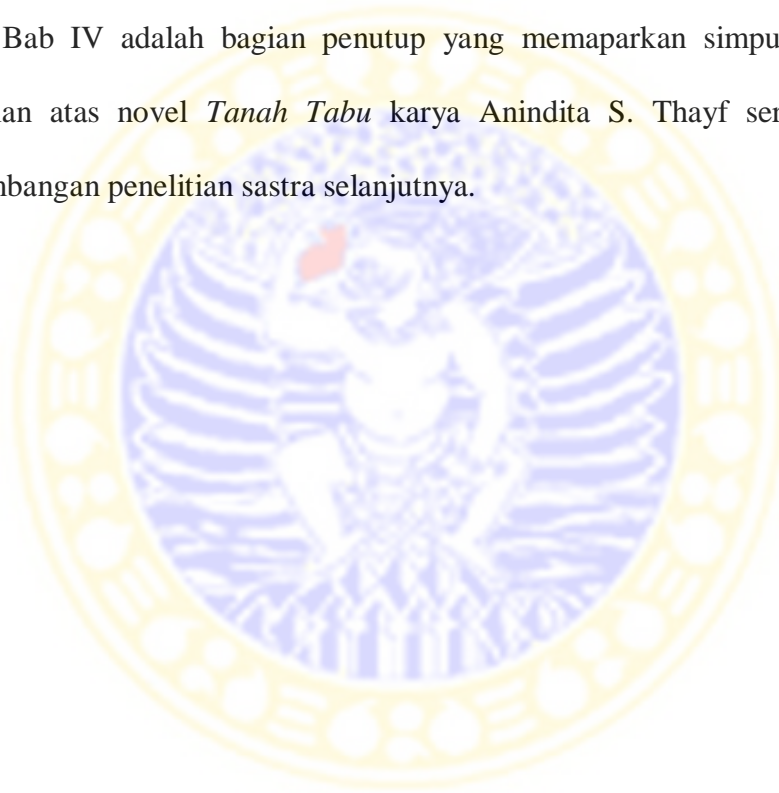 Bab IV adalah bagian penutup yang memaparkan simpu
an atas novel Tanah Tabu karya Anindita S. Thayf ser
bangan penelitian sastra selanjutnya.